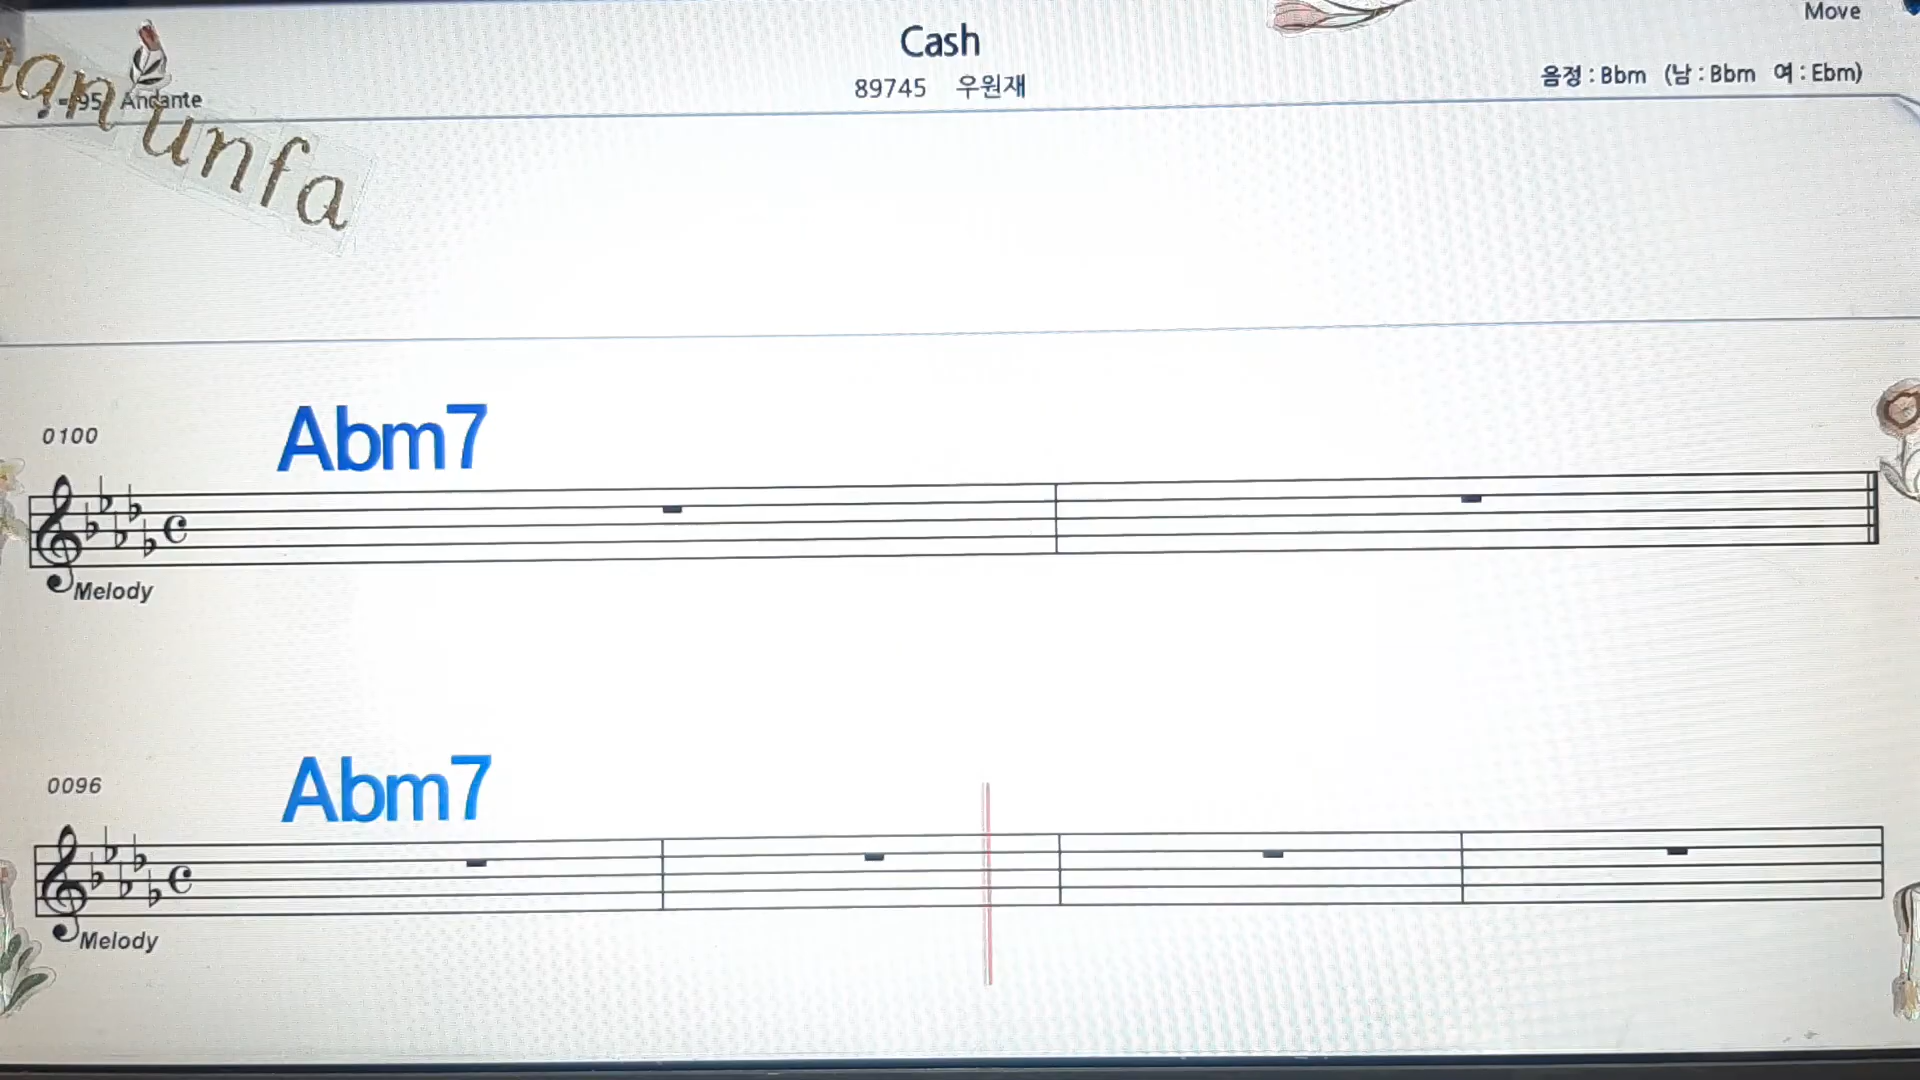 Move
Cash
음정 : Bbm (남 : Bbm 여 : Ebm)
89745 우원재
= 95 Andante
unfa
0100
Abm7
Melody
0096
Abm7
Melody